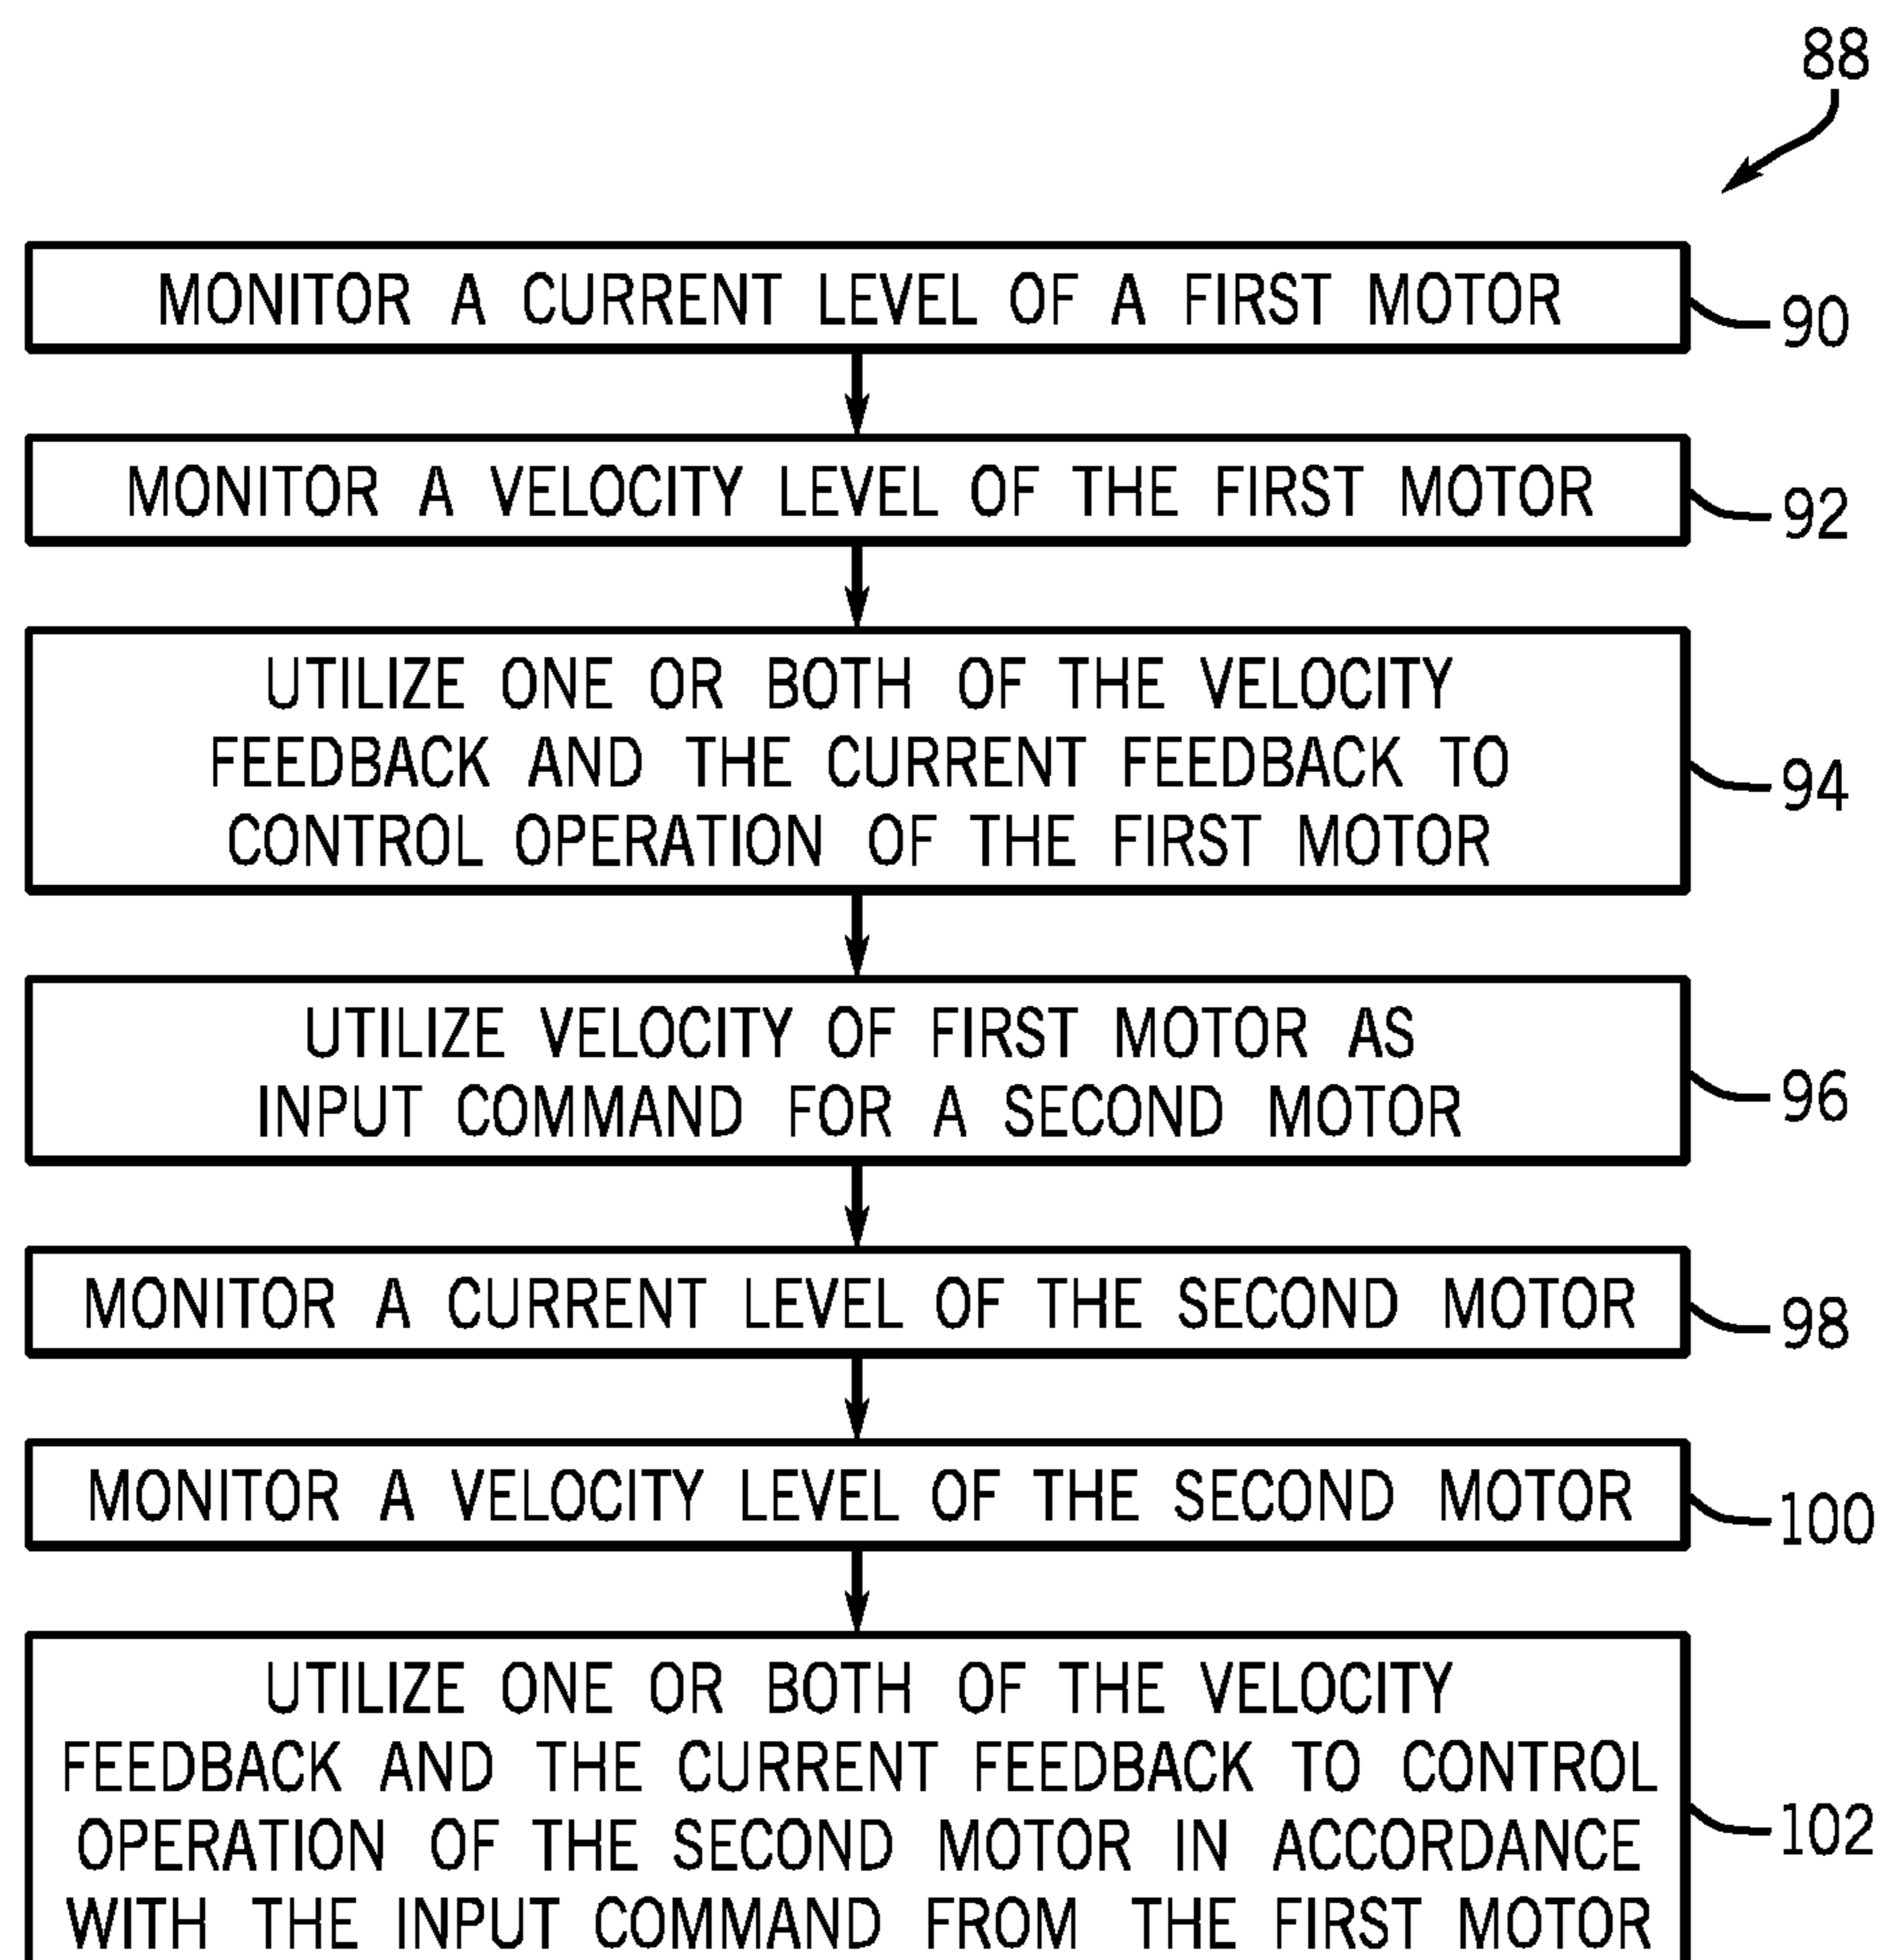 88
MONITOR A CURRENT LEVEL OF A FIRST MOTOR
90
MONITOR A VELOCITY LEVEL OF THE FIRST MOTOR
92
UTILIZE ONE OR BOTH OF THE VELOCITY
FEEDBACK AND THE CURRENT FEEDBACK TO
CONTROL OPERATION OF THE FIRST MOTOR
94
UTILIZE VELOCITY OF FIRST MOTOR AS
INPUT COMMAND FOR A SECOND MOTOR
96
MONITOR A CURRENT LEVEL OF THE SECOND MOTOR
98
MONITOR A VELOCITY LEVEL OF THE SECOND MOTOR
100
UTILIZE ONE OR BOTH OF THE VELOCITY
FEEDBACK AND THE CURRENT FEEDBACK TO CONTROL
OPERATION OF THE SECOND MOTOR IN ACCORDANCE
WITH THE INPUT COMMAND FROM THE FIRST MOTOR
102